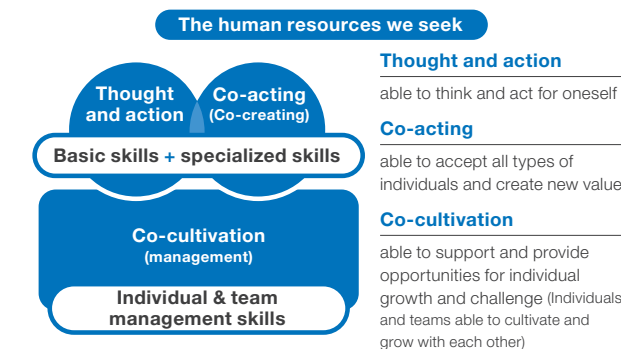 The human resources we seek
Thought
and action
Co-acting
(Co-creating)
Basic skills + specialized skills
Co-cultivation
(management)
Individual & team
management skills
Thought and action
able to think and act for oneself
Co-acting
able to accept all types of
individuals and create new value
Co-cultivation
able to support and provide
opportunities for individual
growth and challenge (Individuals
and teams able to cultivate and
grow with each other)